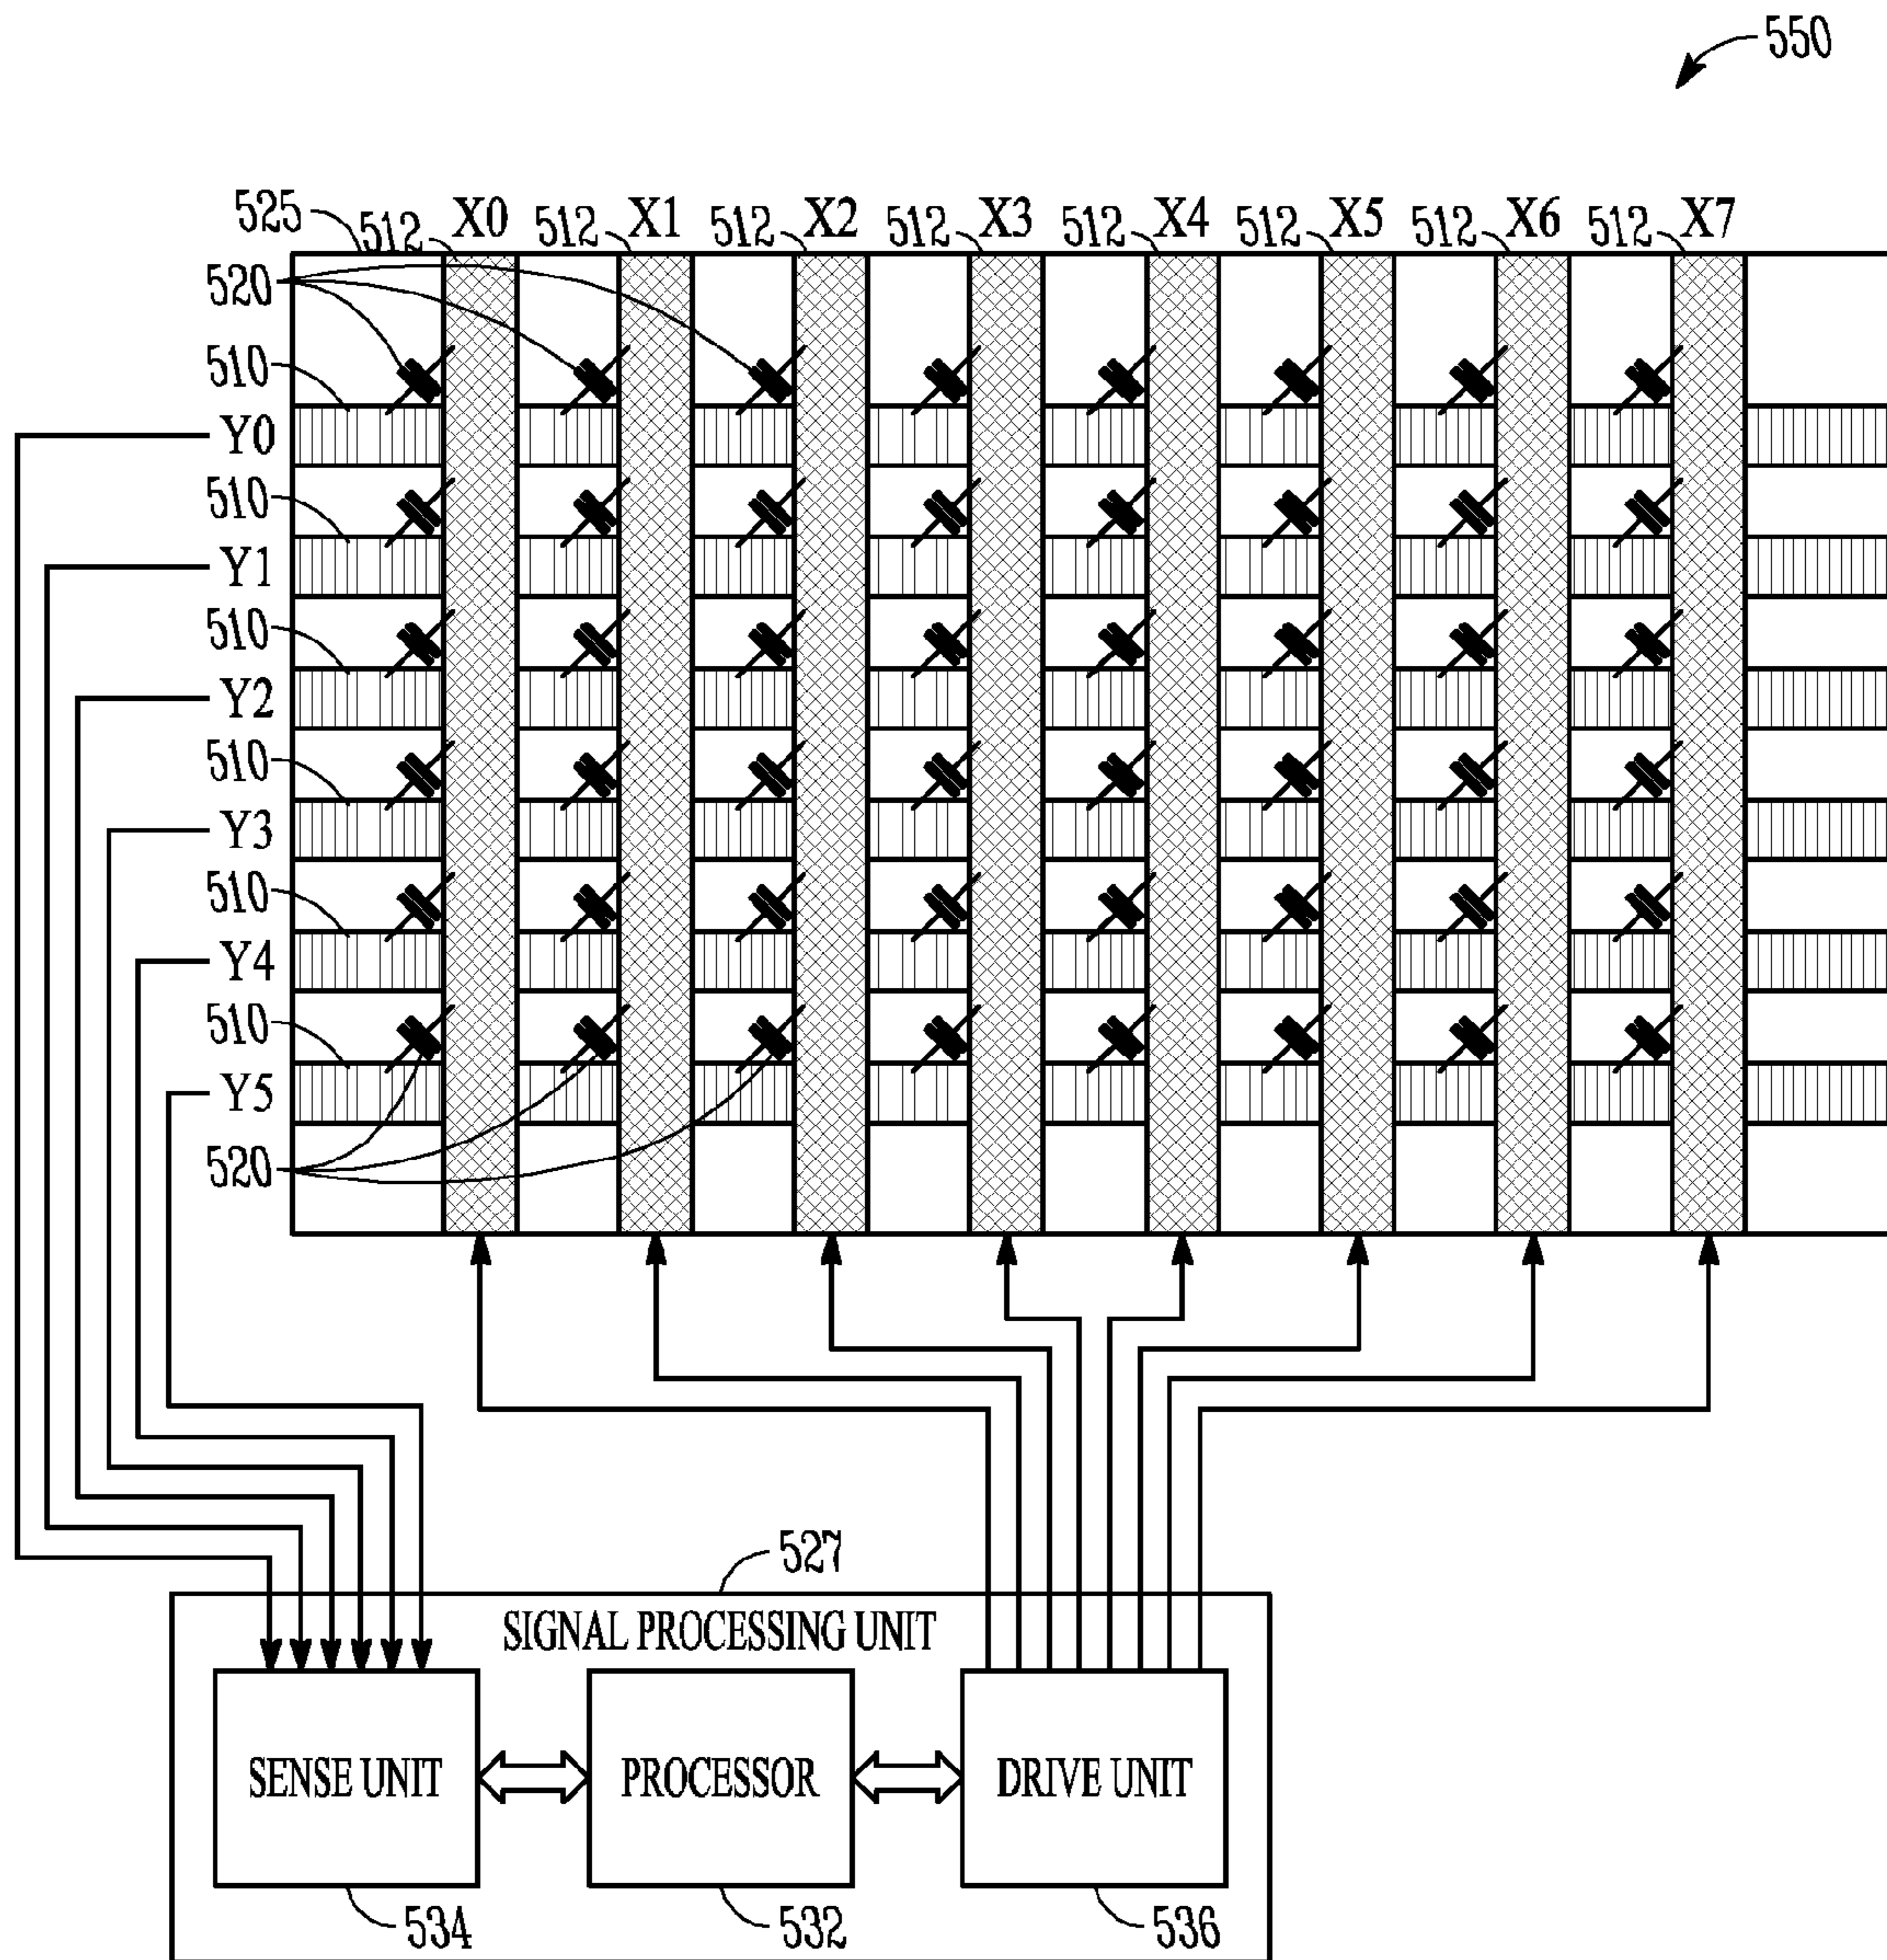 550
525 512 X0 512 X1 512 X2 512 X3 512 X4 512 X5 512 X6 512 X7
520
510
Y0
510
Y1
510
Y2
510
Y3
510
Y4
510
Y5
520
527
SIGNAL PROCESSING UNIT
SENSE UNIT PROCESSOR DRIVE UNIT
534 532 536